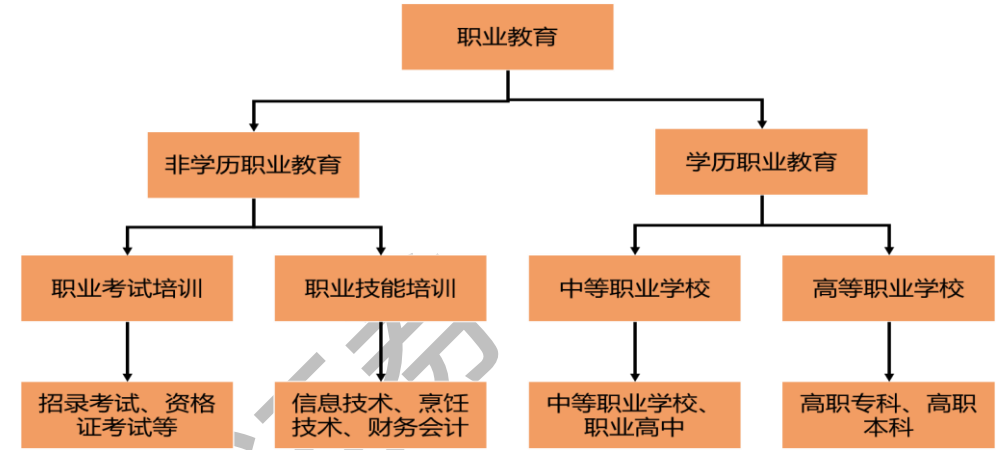 职业教育
非学历职业教育
学历职业教育
职业考试培训
职业技能培训
中等职业学校
高等职业学校
招录考试、资格
证考试等
信息技术、烹饪
技术、财务会计
中等职业学校、
职业高中
高职专科、高职
本科